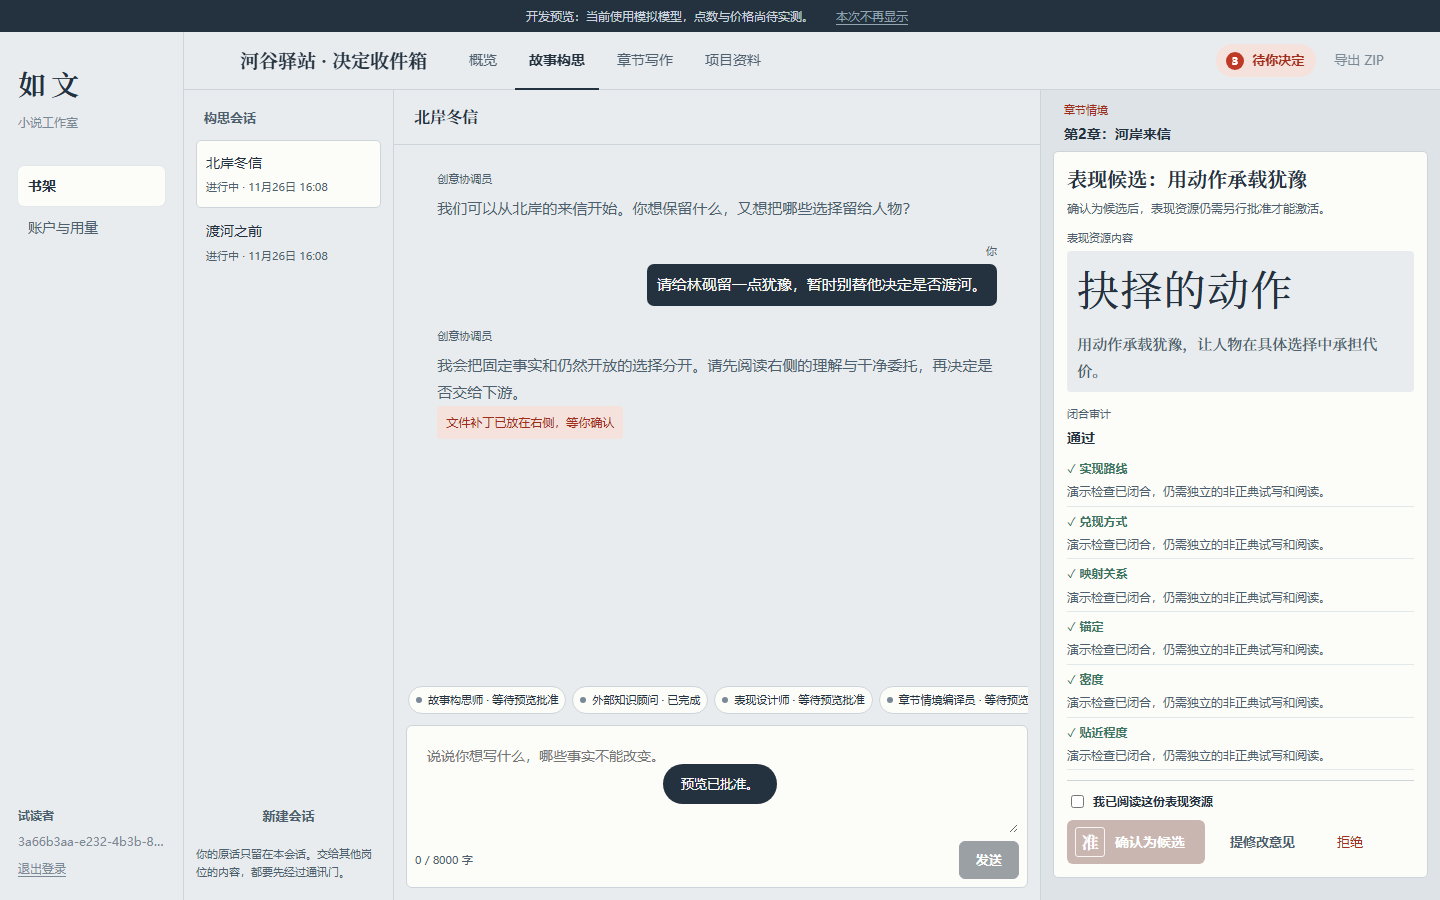 开发预览：当前使用模拟模型，点数与价格尚待实测。 本次不再显示
如文
小说工作室
书架
账户与用量
试读者
3a66b3aa-e232-4b3b-8...
退出登录
河谷驿站 · 决定收件箱 概览 故事构思 章节写作 项目资料 3 待你决定 导出 ZIP
构思会话
北岸冬信
进行中 · 11月26日 16:08
渡河之前
进行中 · 11月26日 16:08
新建会话
你的原话只留在本会话。交给其他岗
位的内容，都要先经过通讯门。
北岸冬信
创意协调员
我们可以从北岸的来信开始。你想保留什么，又想把哪些选择留给人物？
你
请给林砚留一点犹豫，暂时别替他决定是否渡河。
创意协调员
我会把固定事实和仍然开放的选择分开。请先阅读右侧的理解与干净委托，再决定是
否交给下游。
文件补丁已放在右侧，等你确认
故事构思师 · 等待预览批准 外部知识顾问 · 已完成 表现设计师 · 等待预览批准 章节情境编译员 · 等待预览
说说你想写什么，哪些事实不能改变。
预览已批准。
0 / 8000 字 发送
章节情境
第2章：河岸来信
表现候选：用动作承载犹豫
确认为候选后，表现资源仍需另行批准才能激活。
表现资源内容
抉择的动作
用动作承载犹豫，让人物在具体选择中承担代
价。
闭合审计
通过
✓ 实现路线
演示检查已闭合，仍需独立的非正典试写和阅读。
✓ 兑现方式
演示检查已闭合，仍需独立的非正典试写和阅读。
✓ 映射关系
演示检查已闭合，仍需独立的非正典试写和阅读。
✓ 锚定
演示检查已闭合，仍需独立的非正典试写和阅读。
✓ 密度
演示检查已闭合，仍需独立的非正典试写和阅读。
✓ 贴近程度
演示检查已闭合，仍需独立的非正典试写和阅读。
我已阅读这份表现资源
准 确认为候选 提修改意见 拒绝